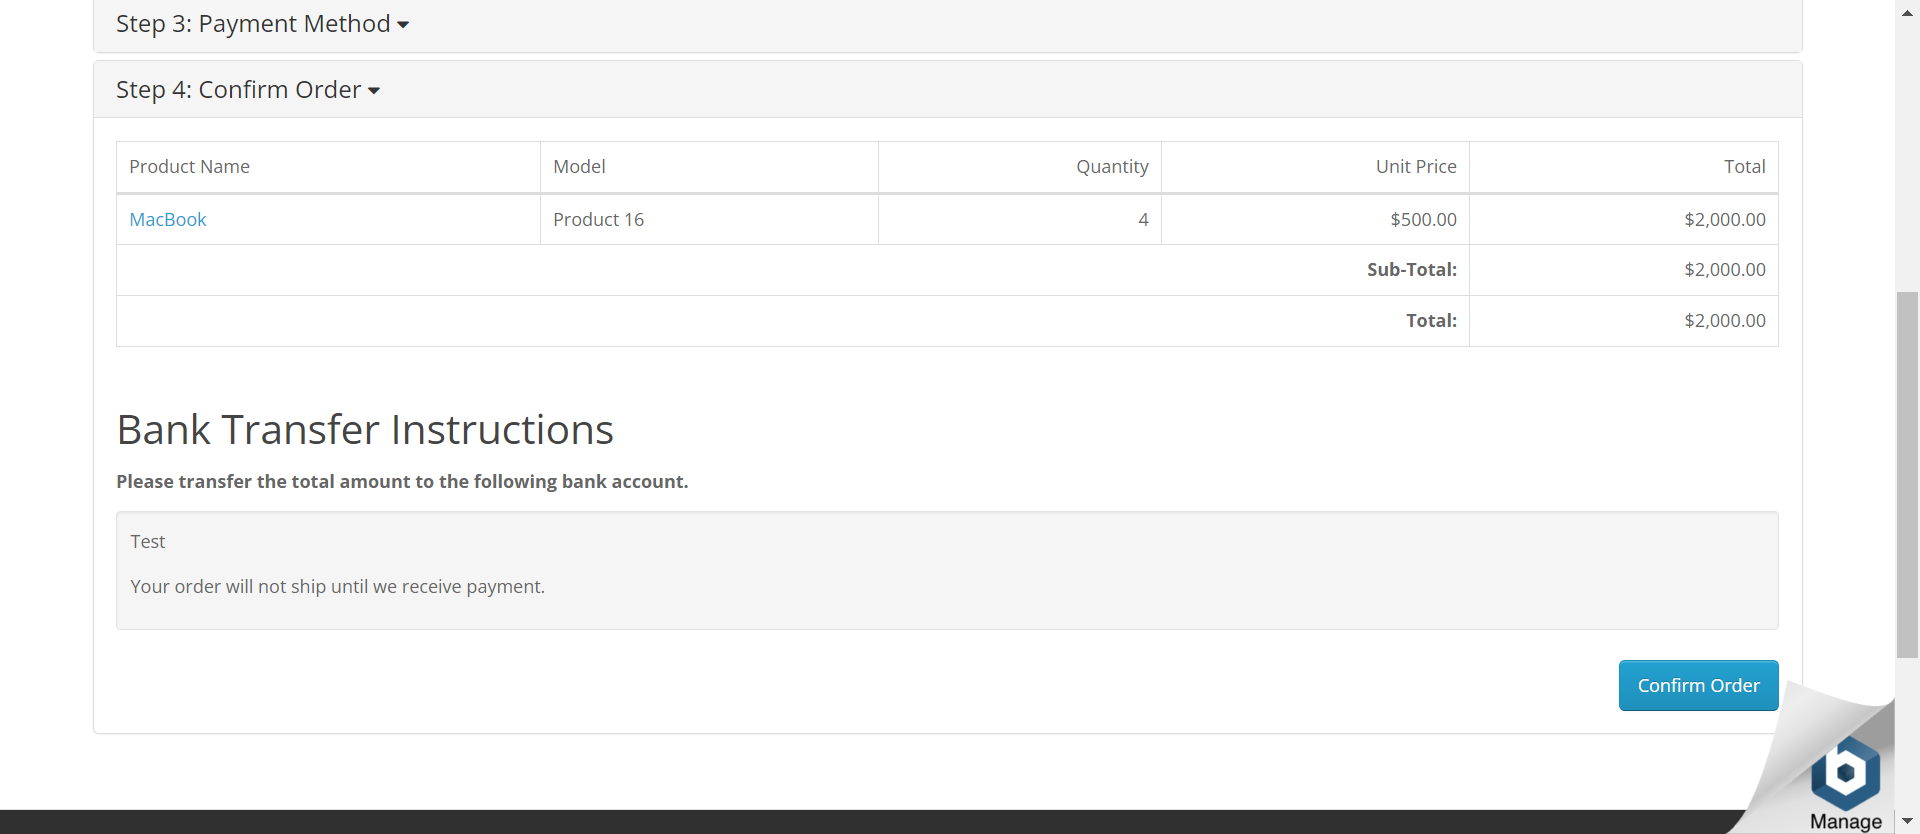 Step 3: Payment Method
Step 4: Confirm Order
Product Name Model Quantity Unit Price Total
MacBook Product 16 4 $500.00 $2,000.00
Sub-Total: $2,000.00
Total: $2,000.00
Bank Transfer Instructions
Please transfer the total amount to the following bank account.
Test
Your order will not ship until we receive payment.
Confirm Order
b
Manage